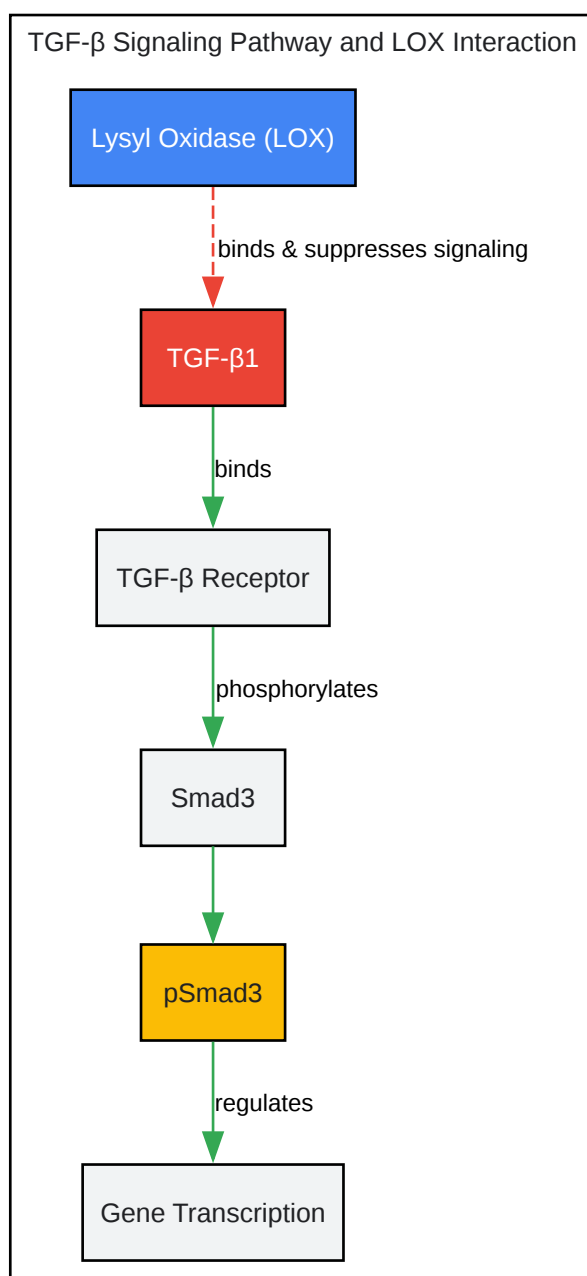 TGF-β Signaling Pathway and LOX Interaction
Lysyl Oxidase (LOX)
binds & suppresses signaling
TGF-β1
binds
TGF-β Receptor
phosphorylates
Smad3
pSmad3
regulates
Gene Transcription